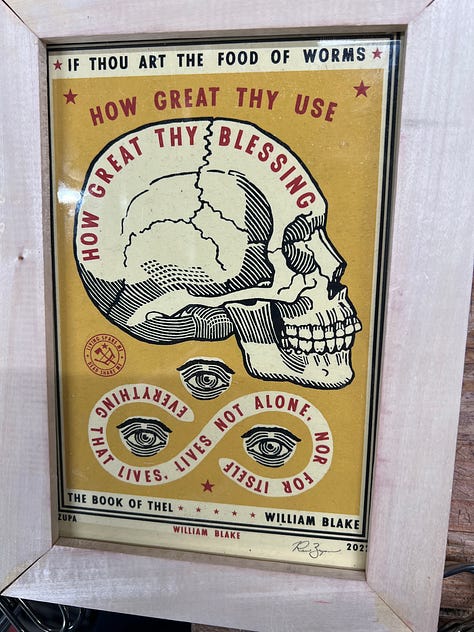 ★ IF THOU ART THE FOOD OF WORMS ★
HOW GREAT THY USE
HOW GREAT THY BLESSING
EVERYTHING THAT LIVES, LIVES NOT ALONE, NOR FOR ITSELF
THE BOOK OF THEL ★ ★ ★ ★ ★ WILLIAM BLAKE
ZUPA
WILLIAM BLAKE